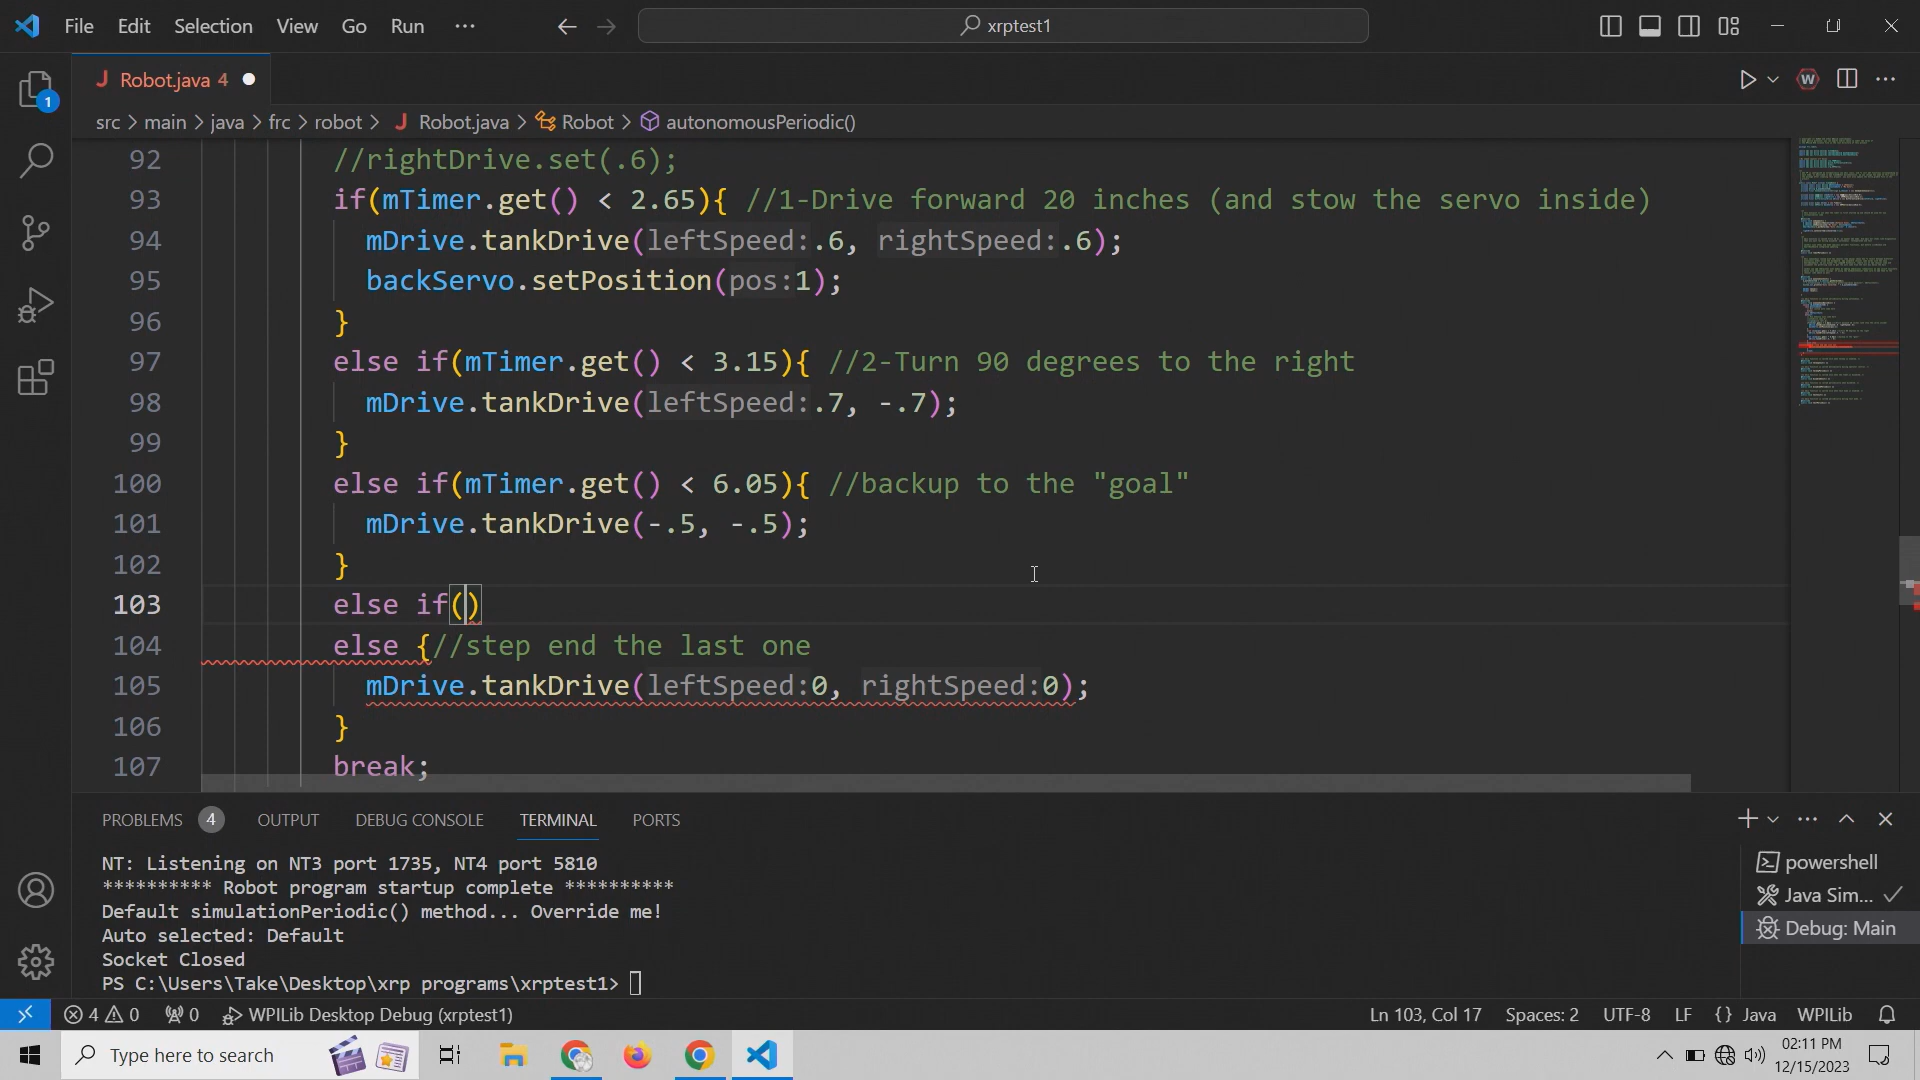 File Edit Selection View Go Run ··· xrptest1
J Robot.java 4
src > main > java > frc > robot > J Robot.java > Robot > autonomousPeriodic()
92 //rightDrive.set(.6);
93 if(mTimer.get() < 2.65){ //1-Drive forward 20 inches (and stow the servo inside)
94 mDrive.tankDrive(leftSpeed:.6, rightSpeed:.6);
95 backServo.setPosition(pos:1);
96 }
97 else if(mTimer.get() < 3.15){ //2-Turn 90 degrees to the right
98 mDrive.tankDrive(leftSpeed:.7, -.7);
99 }
100 else if(mTimer.get() < 6.05){ //backup to the "goal"
101 mDrive.tankDrive(-.5, -.5);
102 }
103 else if()
104 else {//step end the last one
105 mDrive.tankDrive(leftSpeed:0, rightSpeed:0);
106 }
107 break;
PROBLEMS 4 OUTPUT DEBUG CONSOLE TERMINAL PORTS
NT: Listening on NT3 port 1735, NT4 port 5810
********** Robot program startup complete **********
Default simulationPeriodic() method... Override me!
Auto selected: Default
Socket Closed
PS C:\Users\Take\Desktop\xrp programs\xrptest1>
powershell
Java Sim...
Debug: Main
4 0 0 WPILib Desktop Debug (xrptest1) Ln 103, Col 17 Spaces: 2 UTF-8 LF {} Java WPILib
Type here to search
02:11 PM
12/15/2023